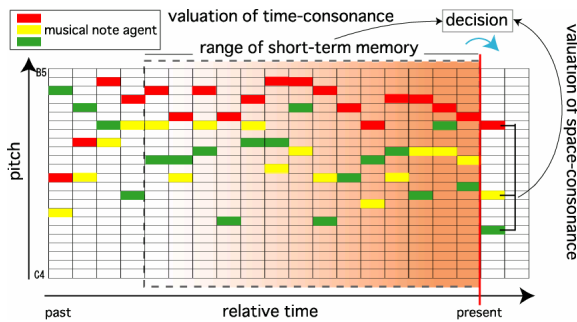 valuation of time-consonance
decision
musical note agent
range of short-term memory
valuation of space-consonance
B5
pitch
C4
past
relative time
present